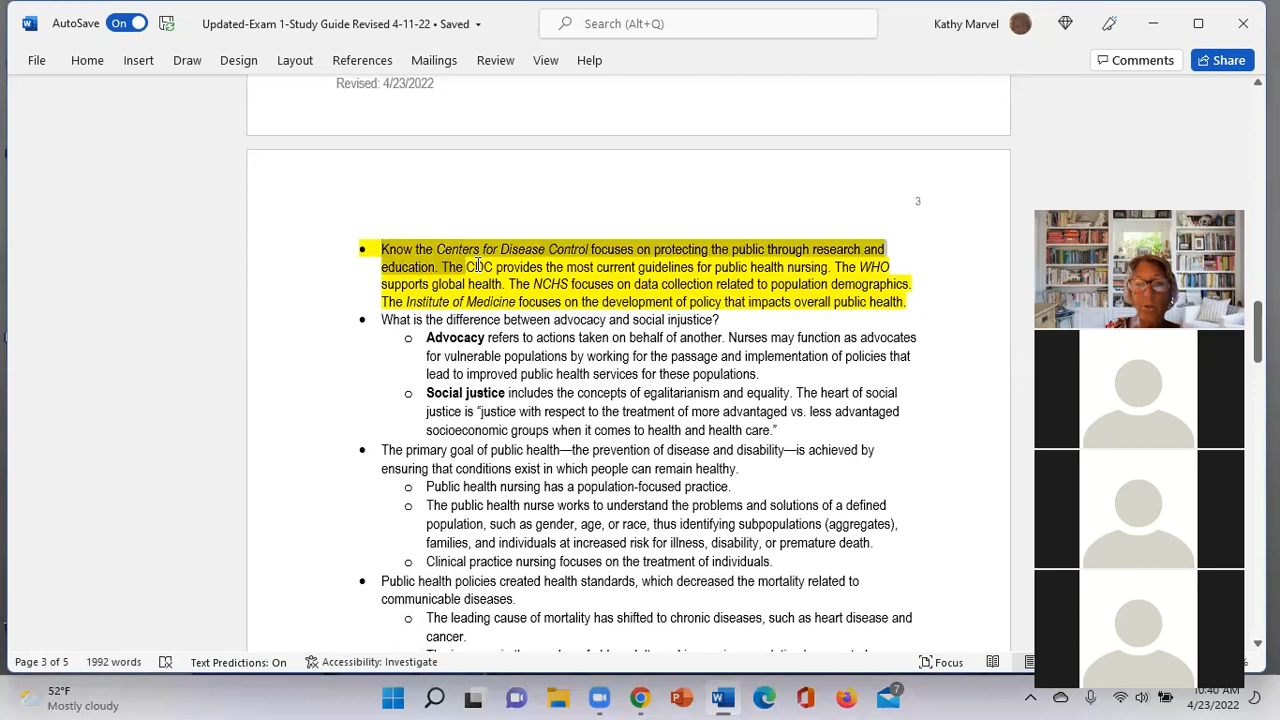 AutoSave On Updated-Exam 1-Study Guide Revised 4-11-22 • Saved Search (Alt+Q) Kathy Marvel
File Home Insert Draw Design Layout References Mailings Review View Help Comments Share
Revised: 4/23/2022
3
• Know the Centers for Disease Control focuses on protecting the public through research and
education. The CDC provides the most current guidelines for public health nursing. The WHO
supports global health. The NCHS focuses on data collection related to population demographics.
The Institute of Medicine focuses on the development of policy that impacts overall public health.
• What is the difference between advocacy and social injustice?
o Advocacy refers to actions taken on behalf of another. Nurses may function as advocates
for vulnerable populations by working for the passage and implementation of policies that
lead to improved public health services for these populations.
o Social justice includes the concepts of egalitarianism and equality. The heart of social
justice is "justice with respect to the treatment of more advantaged vs. less advantaged
socioeconomic groups when it comes to health and health care."
• The primary goal of public health—the prevention of disease and disability—is achieved by
ensuring that conditions exist in which people can remain healthy.
o Public health nursing has a population-focused practice.
o The public health nurse works to understand the problems and solutions of a defined
population, such as gender, age, or race, thus identifying subpopulations (aggregates),
families, and individuals at increased risk for illness, disability, or premature death.
o Clinical practice nursing focuses on the treatment of individuals.
• Public health policies created health standards, which decreased the mortality related to
communicable diseases.
o The leading cause of mortality has shifted to chronic diseases, such as heart disease and
cancer.
Page 3 of 5 1992 words Text Predictions: On Accessibility: Investigate Focus
52°F
Mostly cloudy
7
10:40 AM
4/23/2022